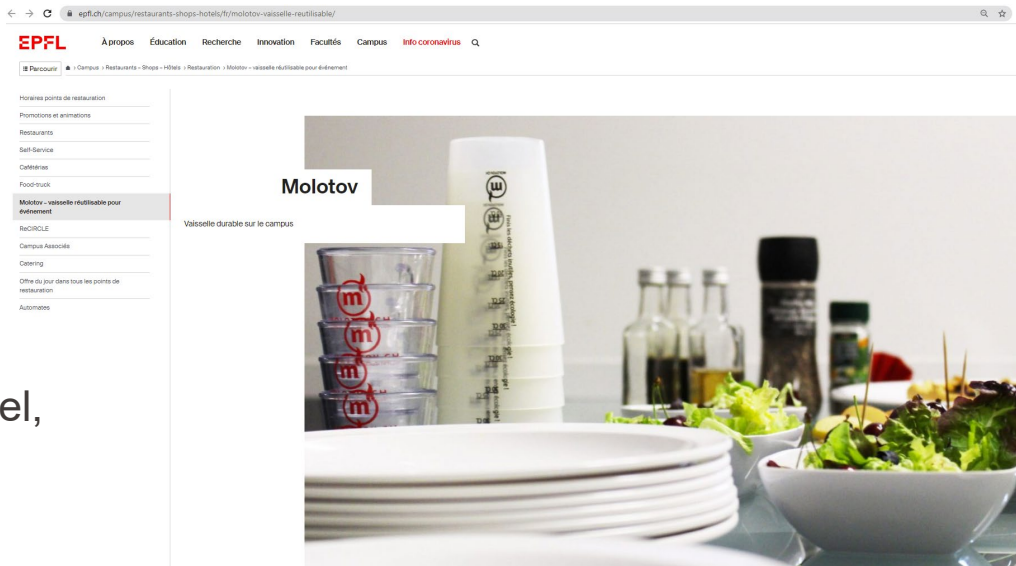 epfl.ch/campus/restaurants-shops-hotels/fr/molotov-vaisselle-reutilisable/
EPFL À propos Éducation Recherche Innovation Facultés Campus Info coronavirus
Parcourir > Campus > Restaurants – Shops – Hôtels > Restauration > Molotov – vaisselle réutilisable pour événement
Horaires points de restauration
Promotions et animations
Restaurants
Self-Service
Cafétérias
Food-truck
Molotov – vaisselle réutilisable pour
événement
ReCIRCLE
Campus Associés
Catering
Offre du jour dans tous les points de
restauration
Automates
Molotov
Vaisselle durable sur le campus
el,
m
m
m
m
m
m